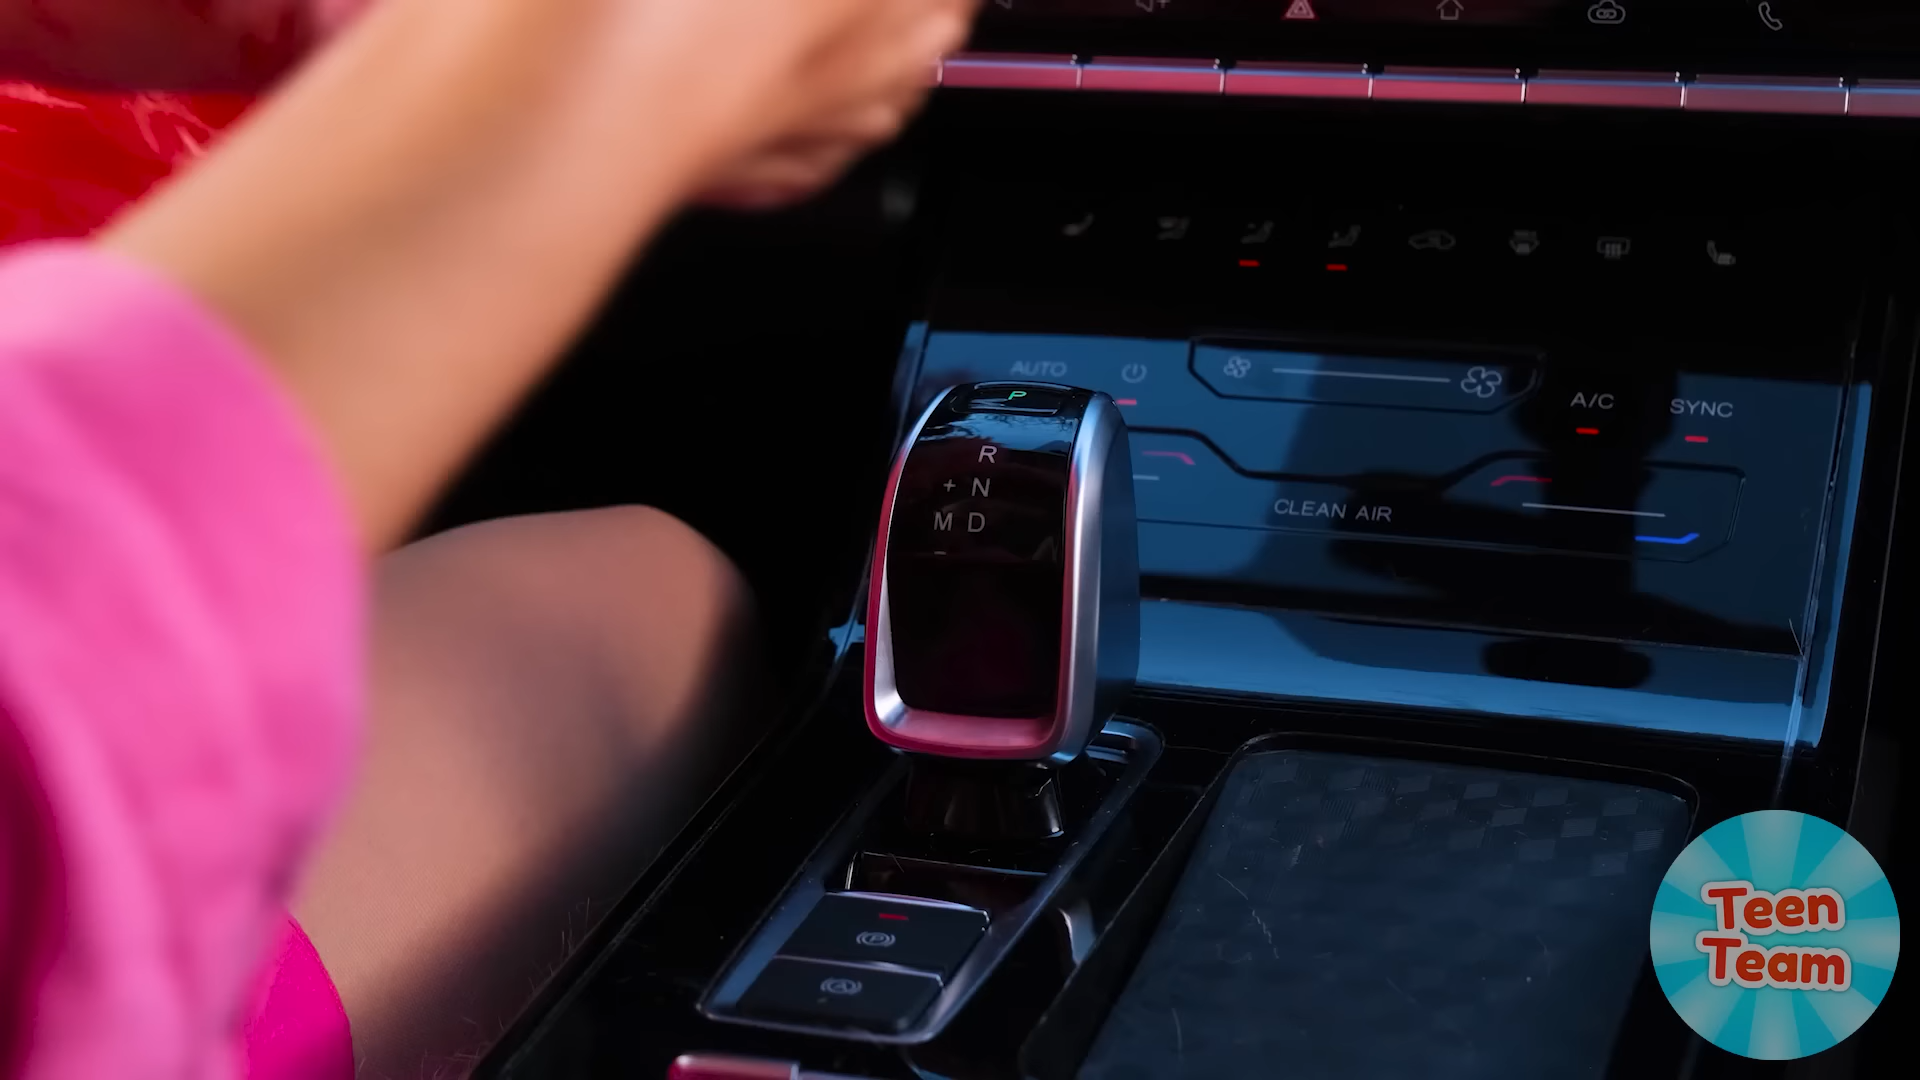 AUTO
A/C SYNC
CLEAN AIR
P
R
+ N
M D
-
P
A
Teen
Team